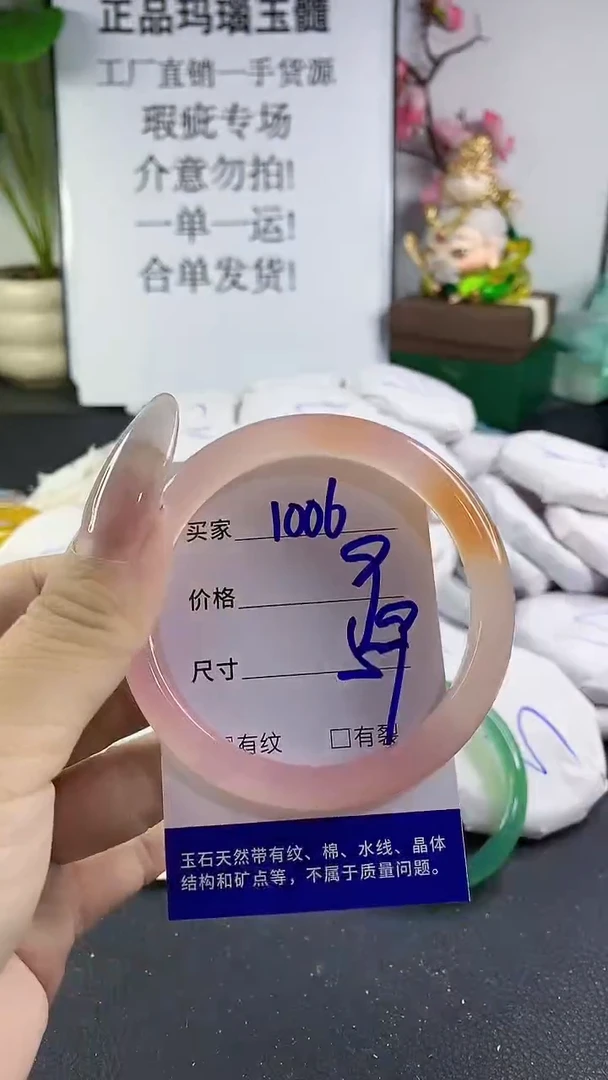 正品玛瑙玉髓
工厂直销一手货源
瑕疵专场
介意勿拍!
一单一运!
合单发货!
买家 1006
价格
尺寸
有纹 □有裂
玉石天然带有纹、棉、水线、晶体
结构和矿点等，不属于质量问题。